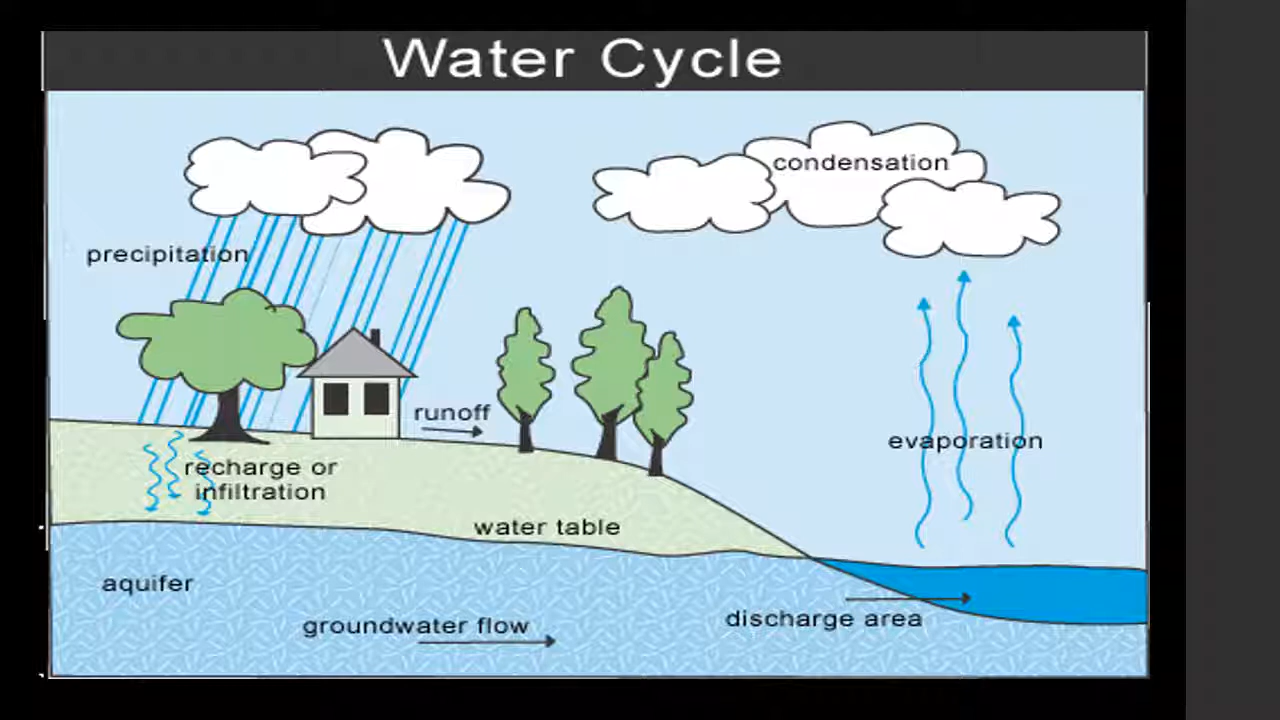 Water Cycle
condensation
precipitation
runoff
evaporation
recharge or
infiltration
water table
aquifer
groundwater flow
discharge area